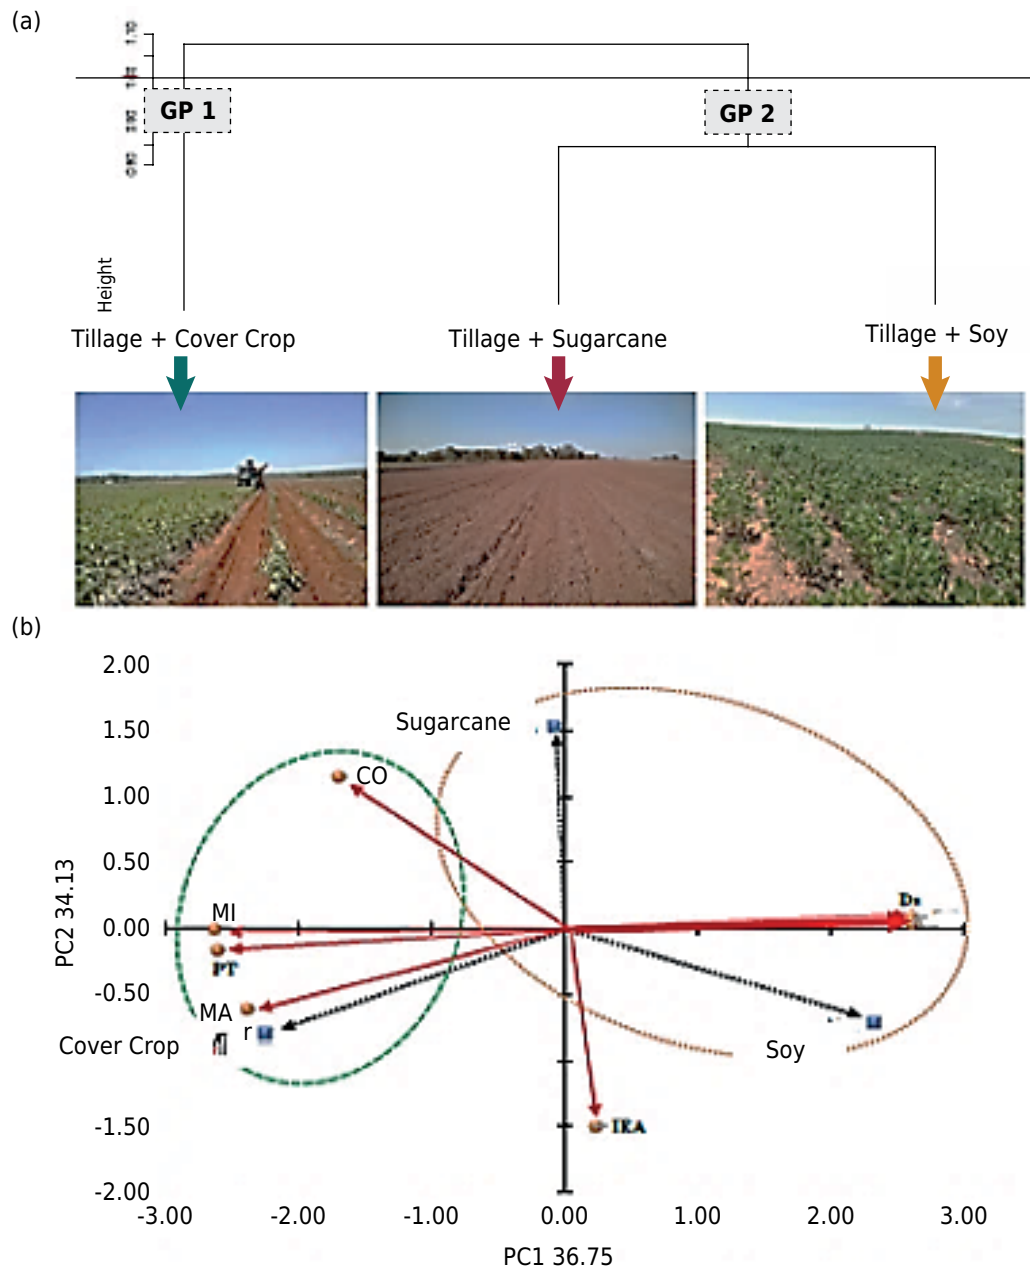 (a)
1.10
GP 1
GP 2
Height
Tillage + Cover Crop
Tillage + Sugarcane
Tillage + Soy
(b)
2.00
Sugarcane
1.50
CO
1.00
0.50
MI
Ds
0.00
PT
-0.50
MA
r
Cover Crop
Soy
IRA
-1.50
-2.00
PC2 34.13
-3.00
-2.00
-1.00
0.00
1.00
2.00
3.00
PC1 36.75